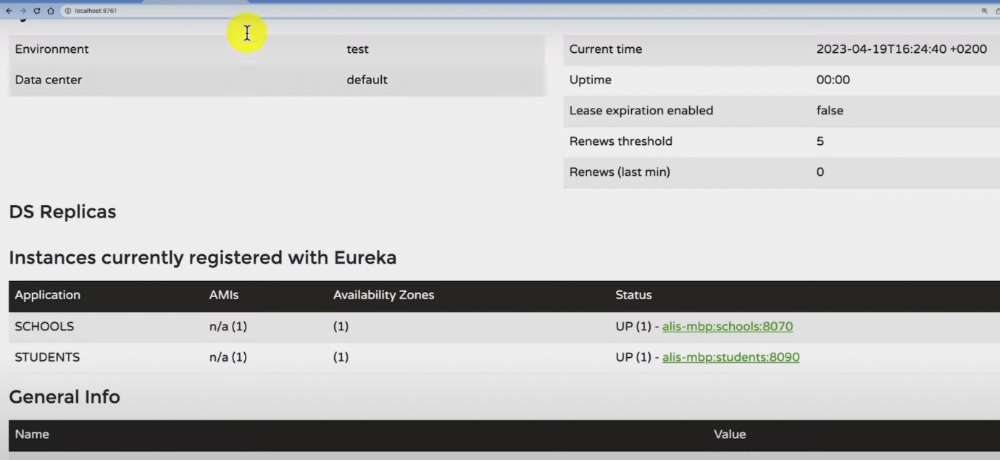 localhost:8761
Environment test
Data center default
Current time 2023-04-19T16:24:40 +0200
Uptime 00:00
Lease expiration enabled false
Renews threshold 5
Renews (last min) 0
DS Replicas
Instances currently registered with Eureka
Application AMIs Availability Zones Status
SCHOOLS n/a (1) (1) UP (1) - alis-mbp:schools:8070
STUDENTS n/a (1) (1) UP (1) - alis-mbp:students:8090
General Info
Name Value